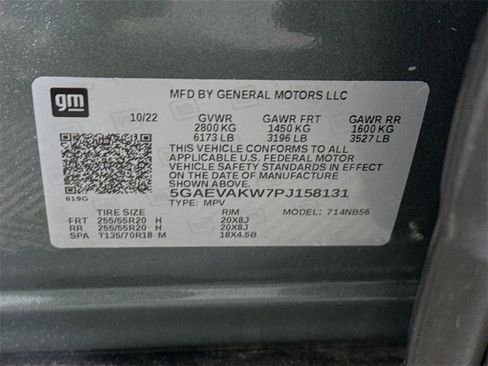 gm
MFD BY GENERAL MOTORS LLC
10/22 GVWR GAWR FRT GAWR RR
2800 KG 1450 KG 1600 KG
6173 LB 3196 LB 3527 LB
THIS VEHICLE CONFORMS TO ALL
APPLICABLE U.S. FEDERAL MOTOR
VEHICLE SAFETY STANDARDS IN EFFECT
ON THE DATE OF MANUFACTURE
SHOWN ABOVE.
5GAEVAKW7PJ158131
619G TYPE: MPV
TIRE SIZE RIM MODEL: 714NB56
FRT 255/55R20 H 20X8J
RR 255/55R20 H 20X8J
SPA T135/70R18 M 18X4.5B